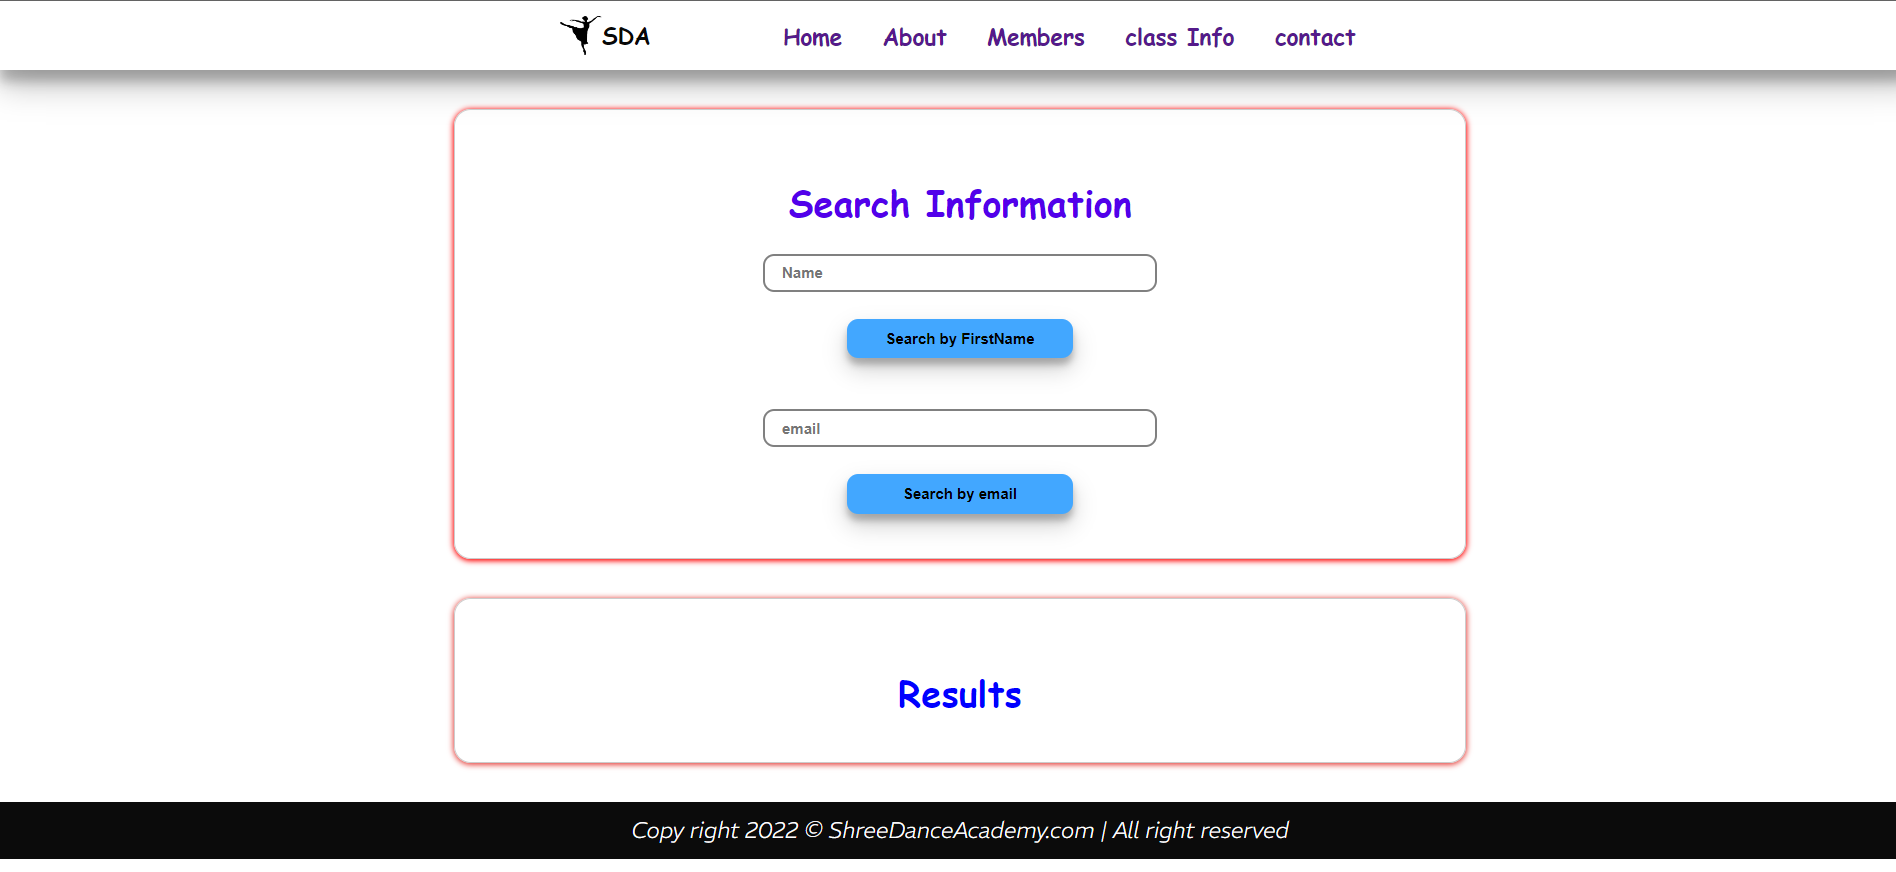 SDA
Home About Members class Info contact
Search Information
Name
Search by FirstName
email
Search by email
Results
Copy right 2022 © ShreeDanceAcademy.com | All right reserved